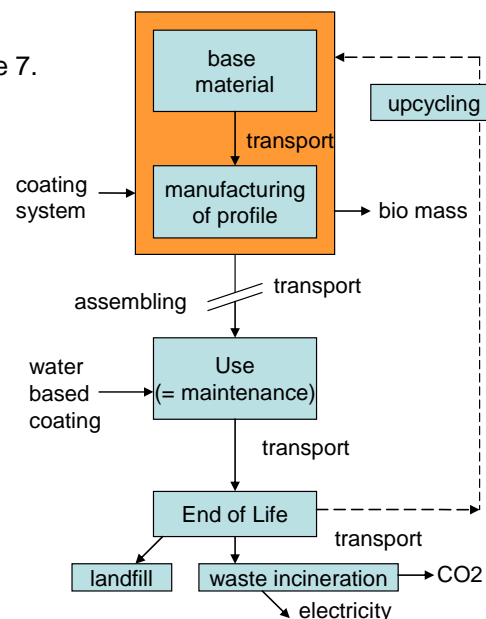 e 7.
base
material
upcycling
transport
coating
system
manufacturing
of profile
bio mass
assembling
transport
water
based
coating
Use
(= maintenance)
transport
End of Life
transport
landfill
waste incineration
CO2
electricity